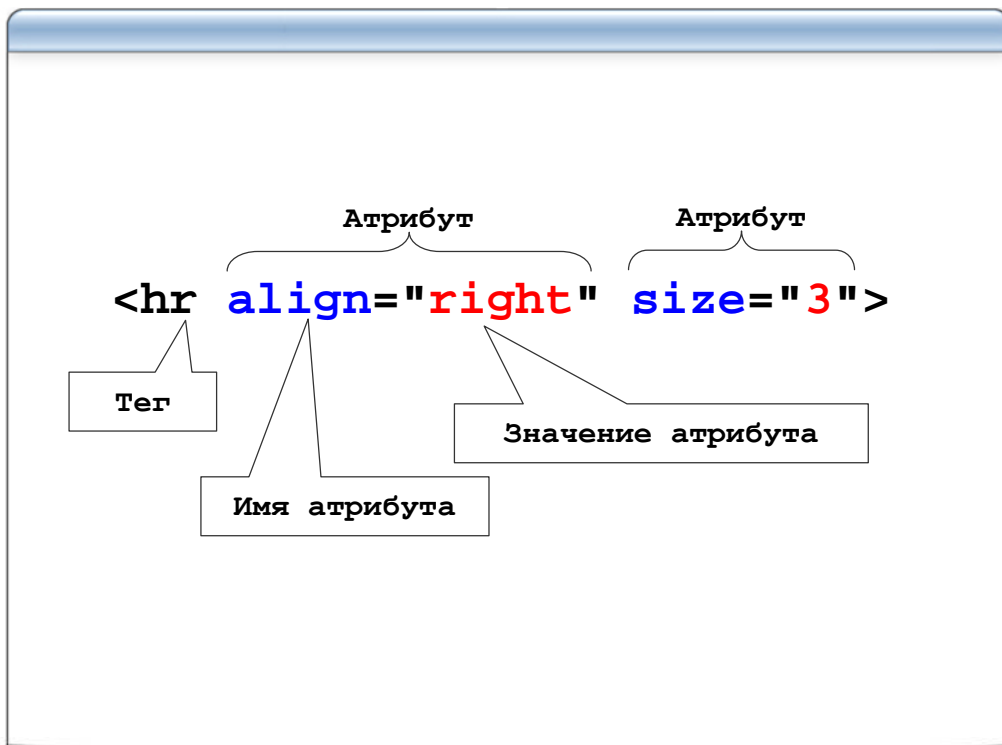 Атрибут Атрибут
<hr align="right" size="3">
Тег
Значение атрибута
Имя атрибута